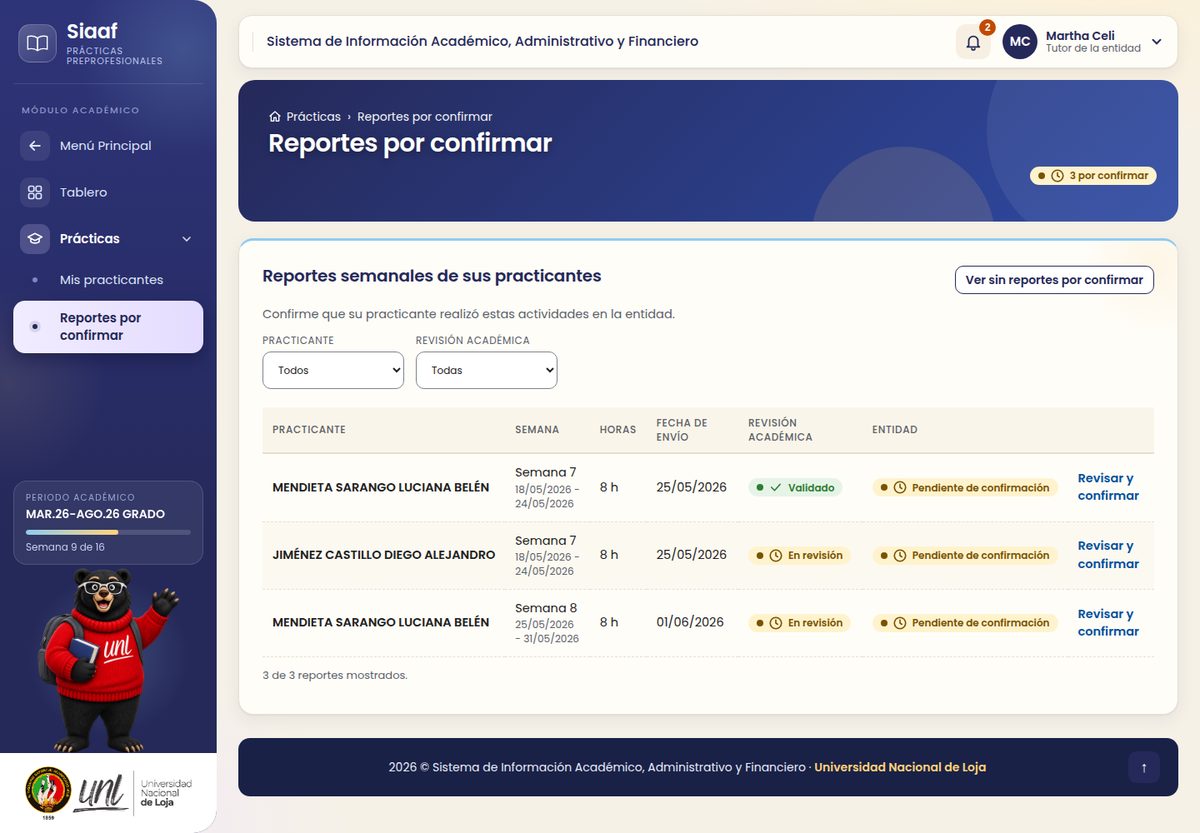 Siaaf
PRÁCTICAS
PREPROFESIONALES
MÓDULO ACADÉMICO
Menú Principal
Tablero
Prácticas
Mis practicantes
Reportes por
confirmar
PERIODO ACADÉMICO
MAR.26-AGO.26 GRADO
Semana 9 de 16
unl
1859
unl
Universidad
Nacional
de Loja
Sistema de Información Académico, Administrativo y Financiero
2
MC
Martha Celi
Tutor de la entidad
Prácticas › Reportes por confirmar
Reportes por confirmar
3 por confirmar
Reportes semanales de sus practicantes
Ver sin reportes por confirmar
Confirme que su practicante realizó estas actividades en la entidad.
PRACTICANTE
REVISIÓN ACADÉMICA
Todos
Todas
PRACTICANTE
SEMANA
HORAS
FECHA DE
ENVÍO
REVISIÓN
ACADÉMICA
ENTIDAD
MENDIETA SARANGO LUCIANA BELÉN
Semana 7
18/05/2026 -
24/05/2026
8 h
25/05/2026
Validado
Pendiente de confirmación
Revisar y
confirmar
JIMÉNEZ CASTILLO DIEGO ALEJANDRO
Semana 7
18/05/2026 -
24/05/2026
8 h
25/05/2026
En revisión
Pendiente de confirmación
Revisar y
confirmar
MENDIETA SARANGO LUCIANA BELÉN
Semana 8
25/05/2026
- 31/05/2026
8 h
01/06/2026
En revisión
Pendiente de confirmación
Revisar y
confirmar
3 de 3 reportes mostrados.
2026 © Sistema de Información Académico, Administrativo y Financiero · Universidad Nacional de Loja
↑